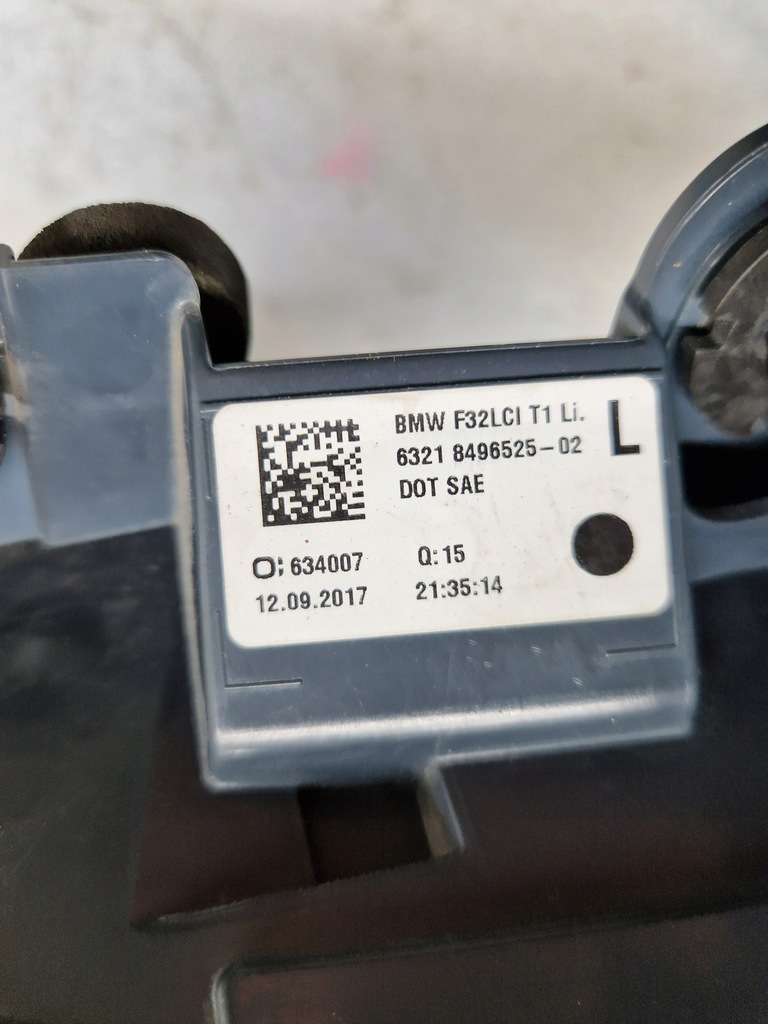 BMW F32LCI T1 Li. L
6321 8496525-02
DOT SAE
O; 634007 Q: 15
12.09.2017 21:35:14